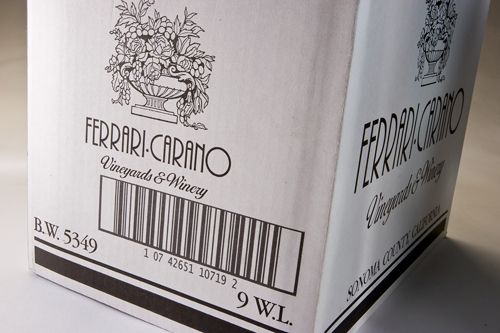 FERRARI-CARANO
Vineyards & Winery
1 07 42651 10719 2
B.W. 5349
9 W.L.
FERRARI-CARANO
Vineyards & Winery
SONOMA COUNTY, CALIFORNIA